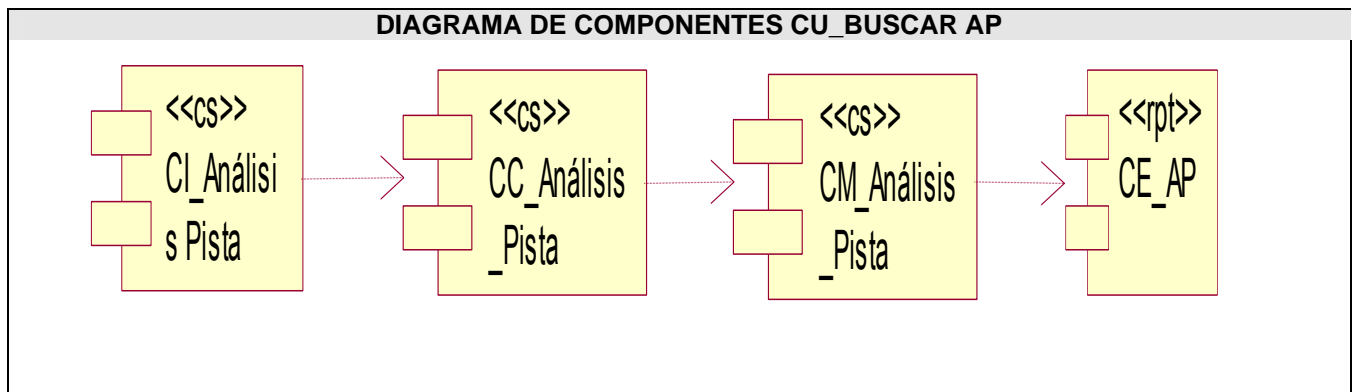 DIAGRAMA DE COMPONENTES CU_BUSCAR AP
<<cs>>
CI_Análisi
s Pista
<<cs>>
CC_Análisis
_Pista
<<cs>>
CM_Análisis
_Pista
<<rpt>>
CE_AP